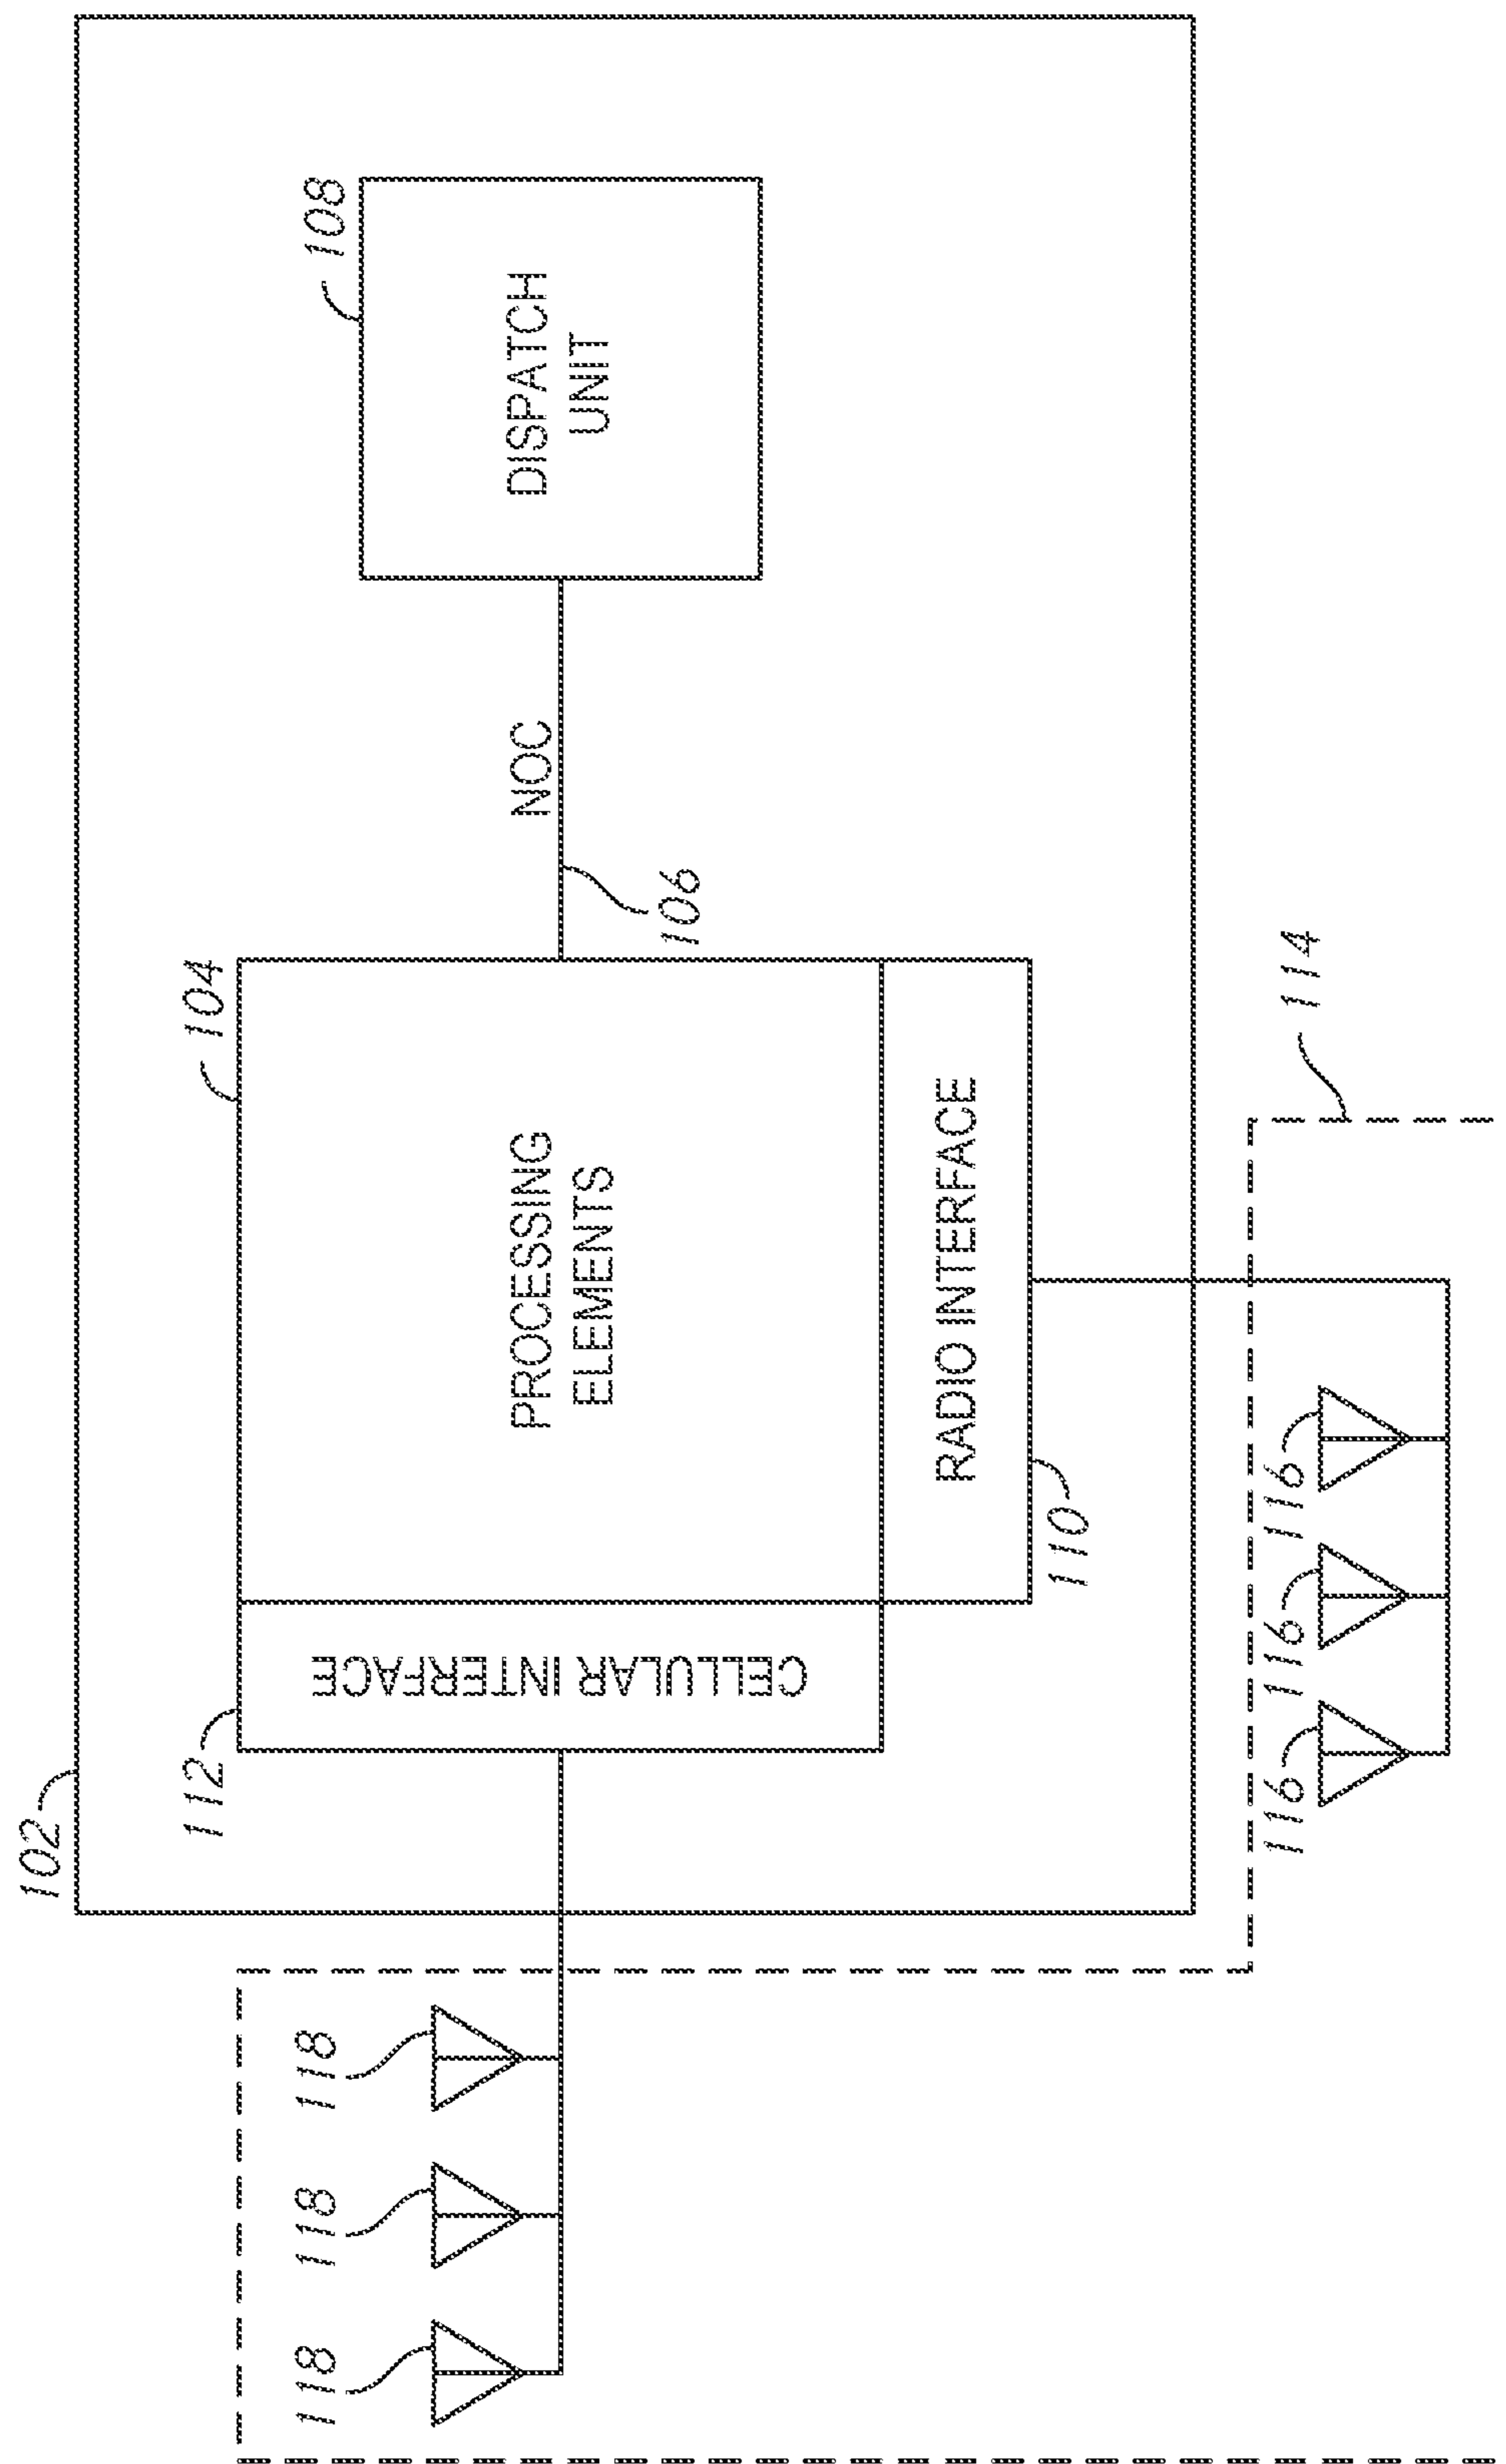 102
112
104
118
118
118
108
CELLULAR INTERFACE
PROCESSING
ELEMENTS
NOC
106
DISPATCH
UNIT
RADIO INTERFACE
110
116
116
116
114